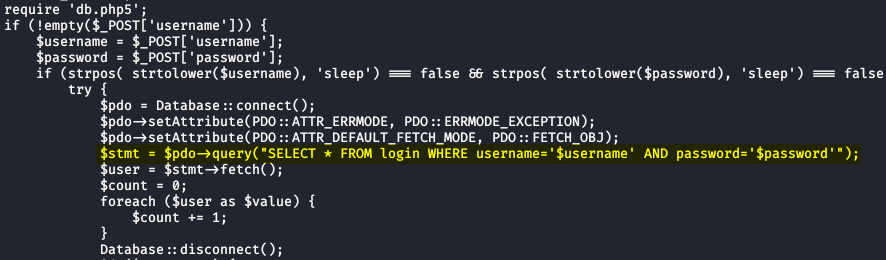 require 'db.php5';
if (!empty($_POST['username'])) {
    $username = $_POST['username'];
    $password = $_POST['password'];
    if (strpos( strtolower($username), 'sleep') === false && strpos( strtolower($password), 'sleep') === false
        try {
            $pdo = Database::connect();
            $pdo->setAttribute(PDO::ATTR_ERRMODE, PDO::ERRMODE_EXCEPTION);
            $pdo->setAttribute(PDO::ATTR_DEFAULT_FETCH_MODE, PDO::FETCH_OBJ);
            $stmt = $pdo->query("SELECT * FROM login WHERE username='$username' AND password='$password'");
            $user = $stmt->fetch();
            $count = 0;
            foreach ($user as $value) {
                $count += 1;
            }
            Database::disconnect();